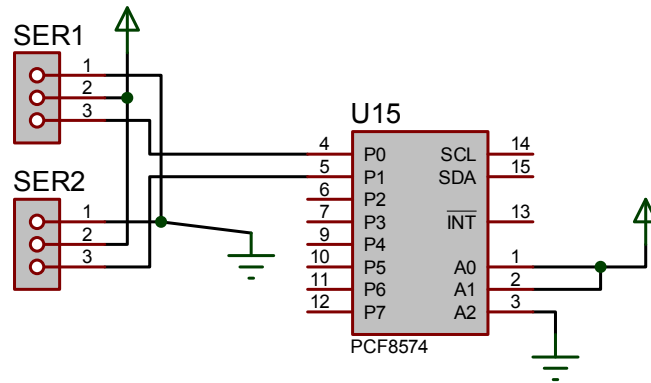 SER1
1
2
3
SER2
1
2
3
U15
4 P0 SCL 14
5 P1 SDA 15
6 P2
7 P3 INT 13
9 P4
10 P5 A0 1
11 P6 A1 2
12 P7 A2 3
PCF8574